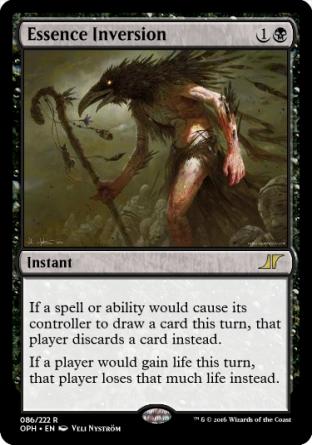 Essence Inversion 1
Instant
If a spell or ability would cause its
controller to draw a card this turn, that
player discards a card instead.
If a player would gain life this turn,
that player loses that much life instead.
086/222 R
OPH • EN VELI NYSTRÖM
™ & © 2016 Wizards of the Coast